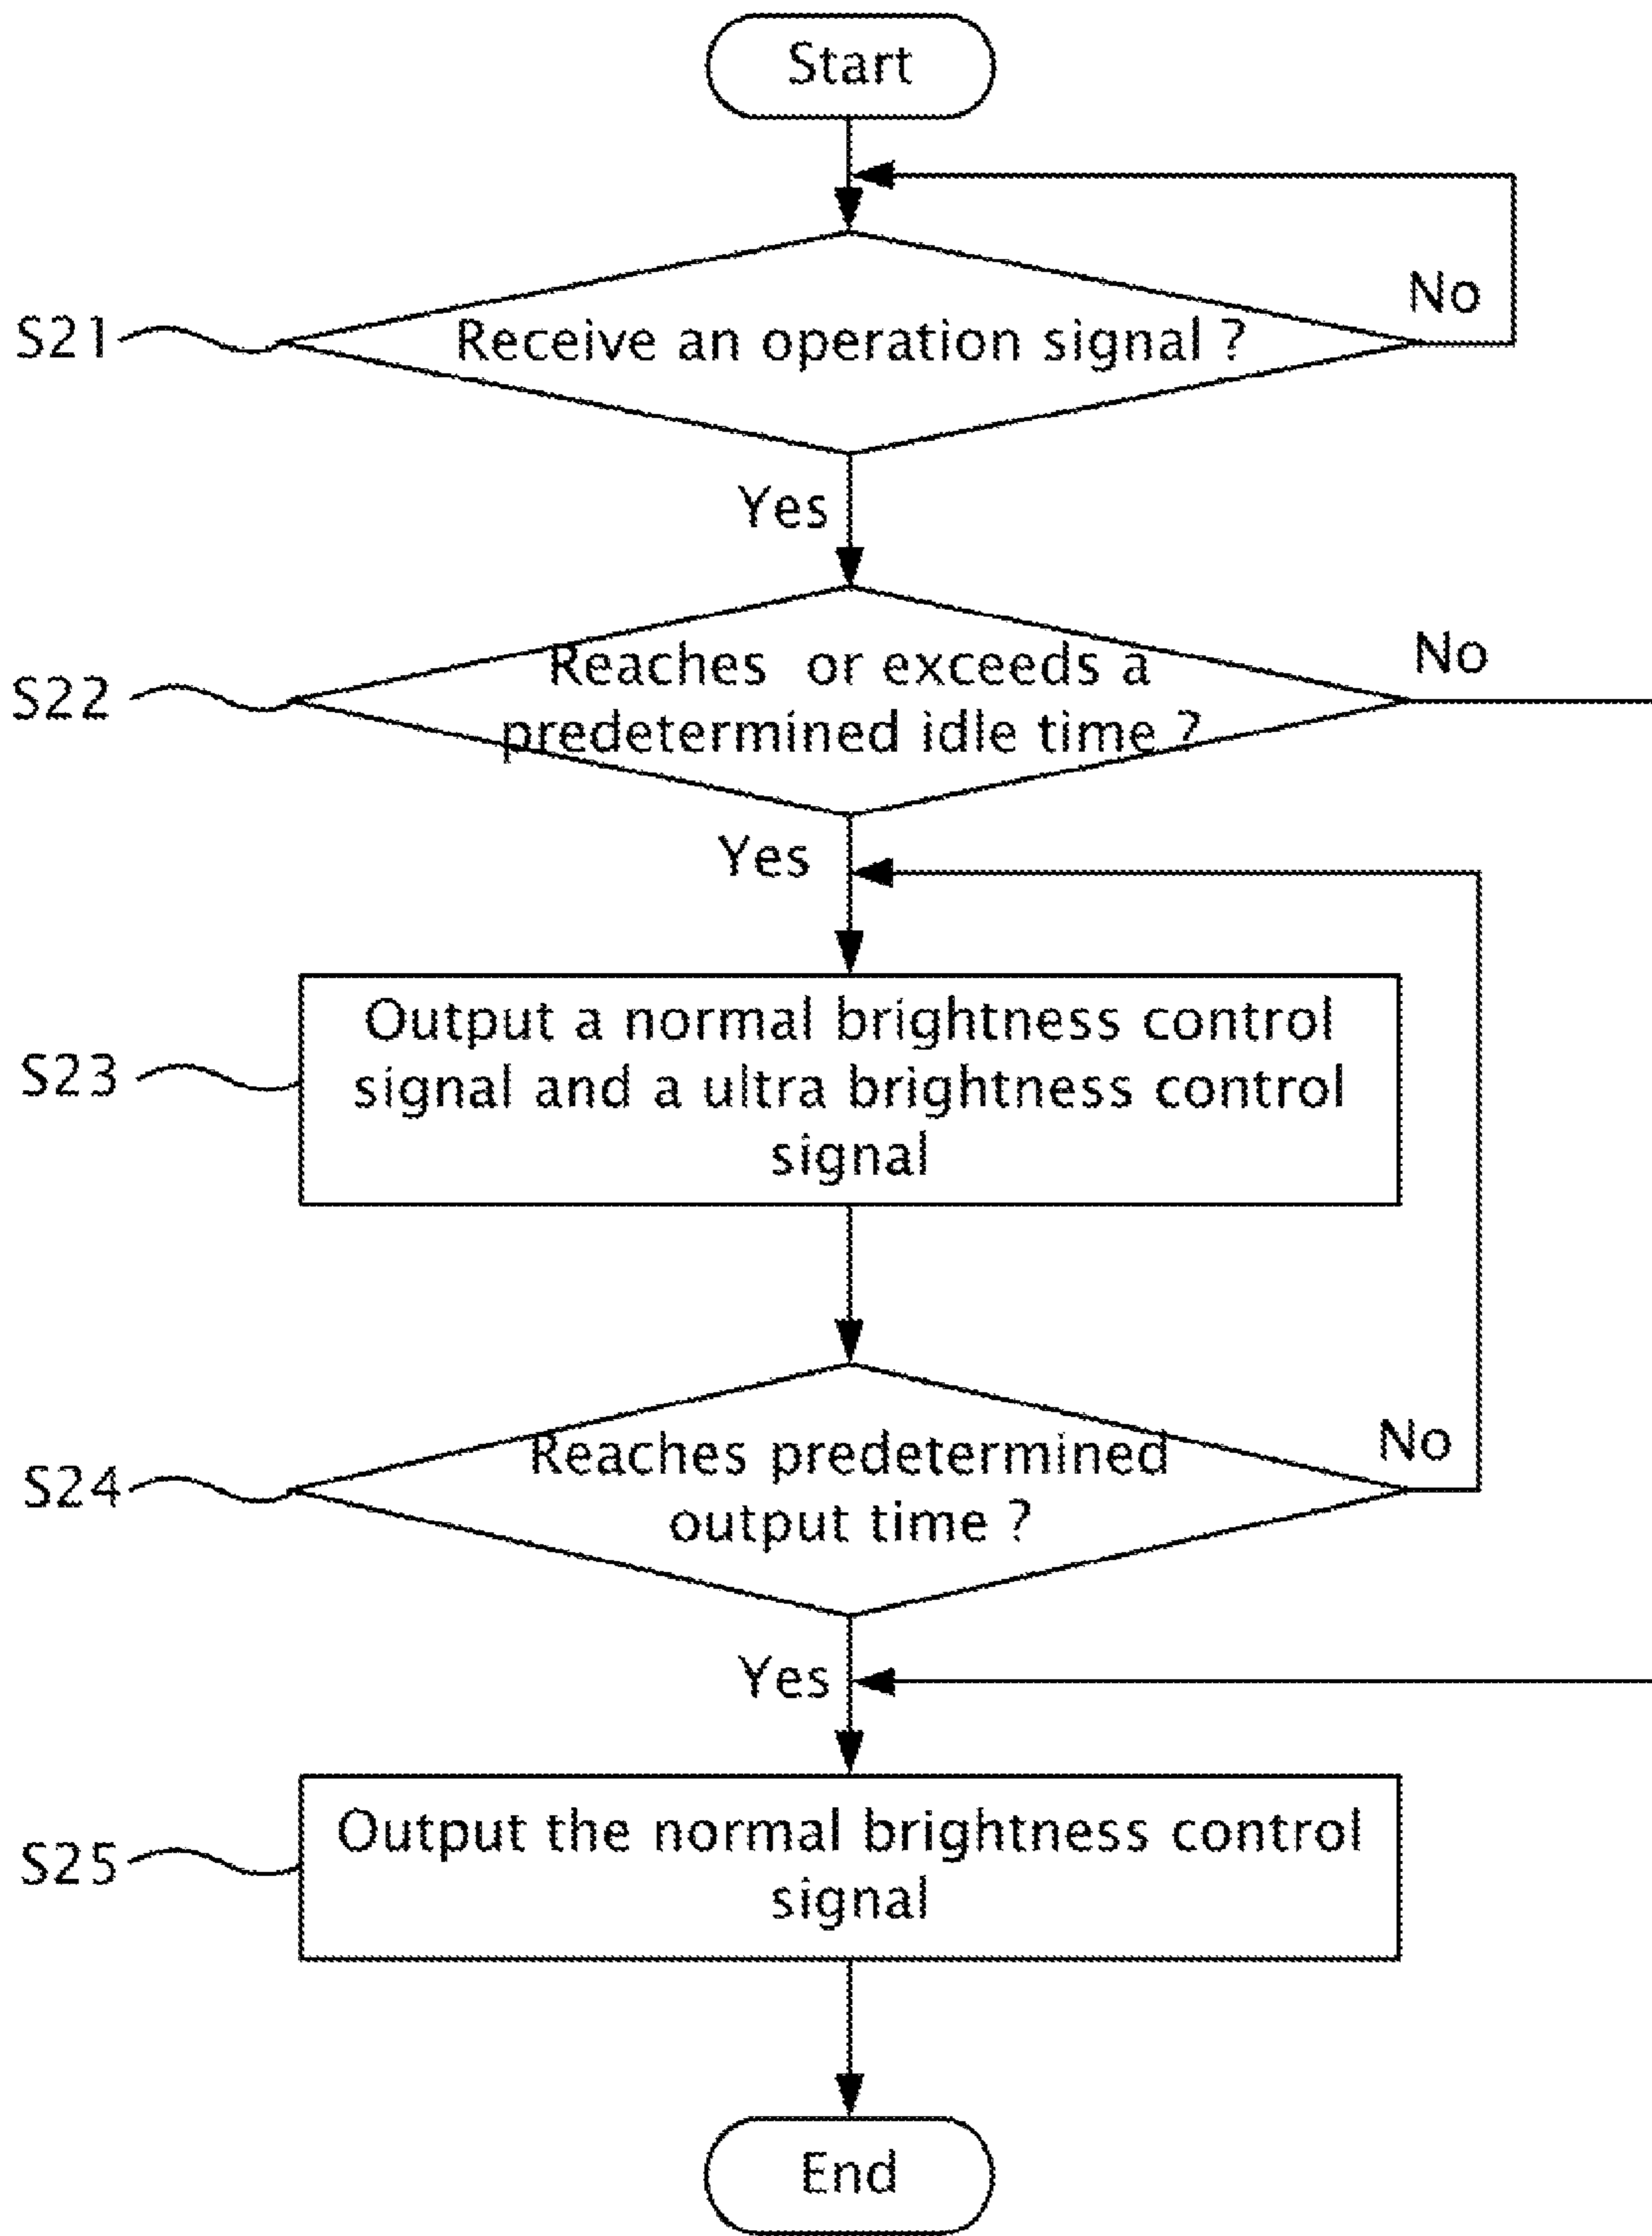 Start
No
S21
Receive an operation signal ?
Yes
No
S22
Reaches or exceeds a
predetermined idle time ?
Yes
S23
Output a normal brightness control
signal and a ultra brightness control
signal
No
S24
Reaches predetermined
output time ?
Yes
S25
Output the normal brightness control
signal
End